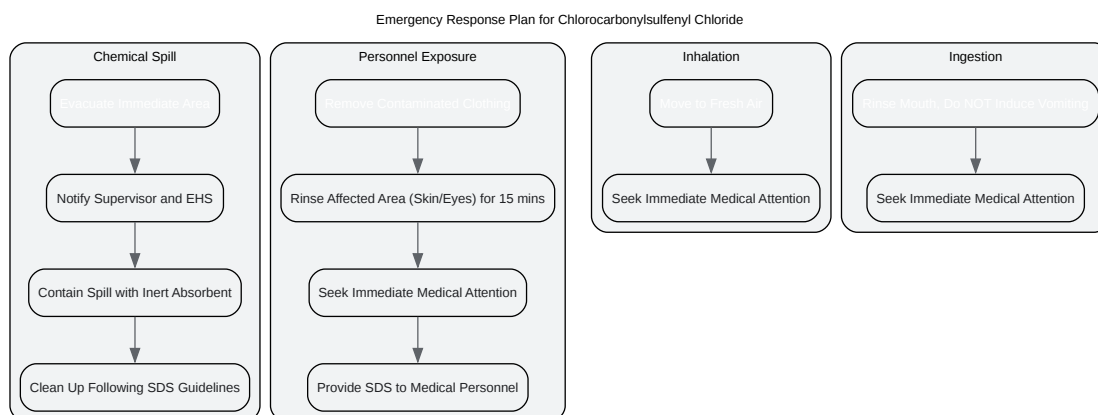 Emergency Response Plan for Chlorocarbonylsulfenyl Chloride
Chemical Spill
Evacuate Immediate Area
Notify Supervisor and EHS
Contain Spill with Inert Absorbent
Clean Up Following SDS Guidelines
Personnel Exposure
Remove Contaminated Clothing
Rinse Affected Area (Skin/Eyes) for 15 mins
Seek Immediate Medical Attention
Provide SDS to Medical Personnel
Inhalation
Move to Fresh Air
Seek Immediate Medical Attention
Ingestion
Rinse Mouth, Do NOT Induce Vomiting
Seek Immediate Medical Attention